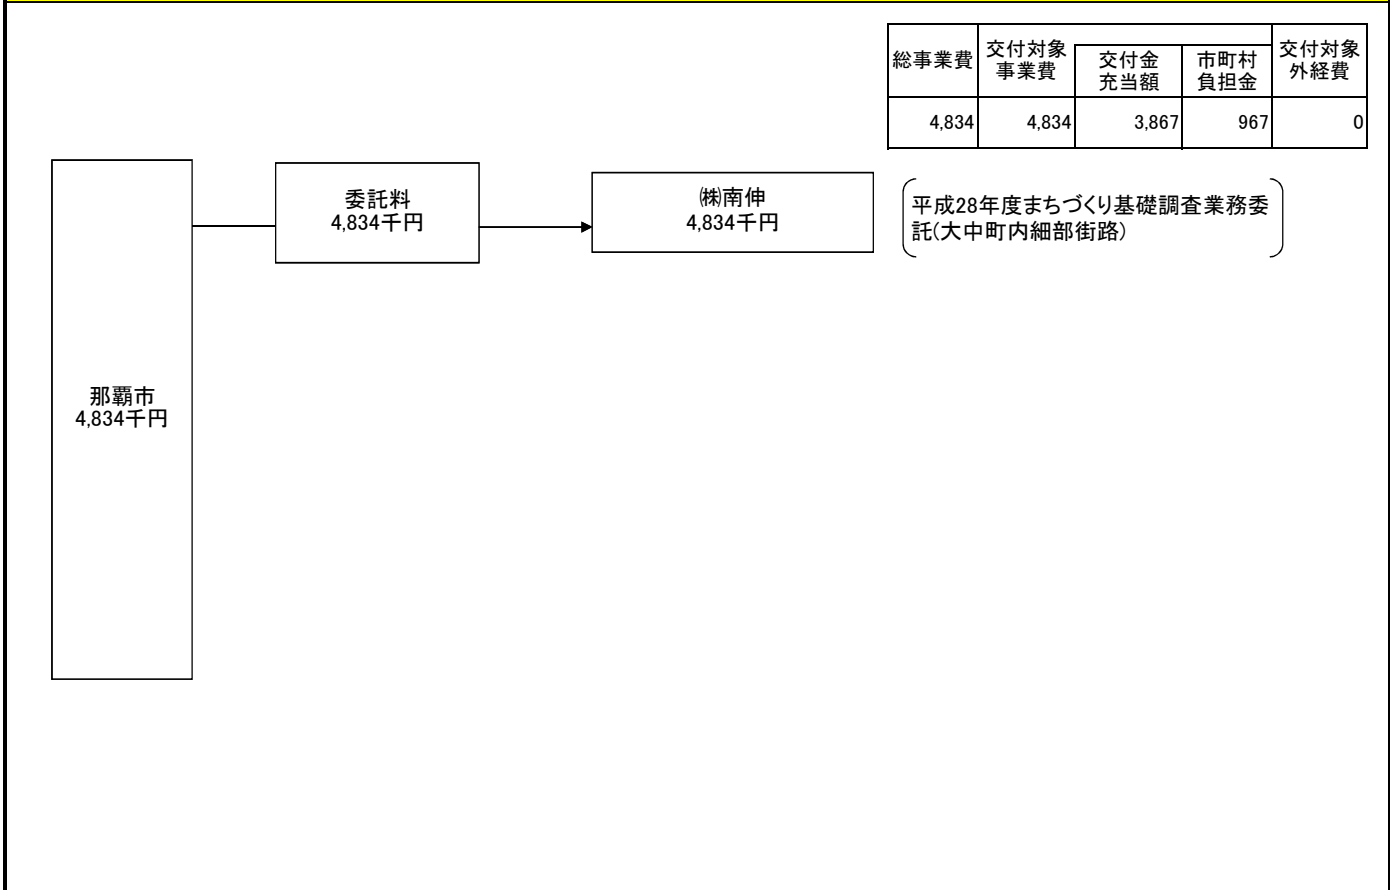 総事業費
交付対象
事業費
交付金
充当額
市町村
負担金
交付対象
外経費
4,834 4,834 3,867 967 0
那覇市
4,834千円
委託料
4,834千円
㈱南伸
4,834千円
平成28年度まちづくり基礎調査業務委
託(大中町内細部街路)